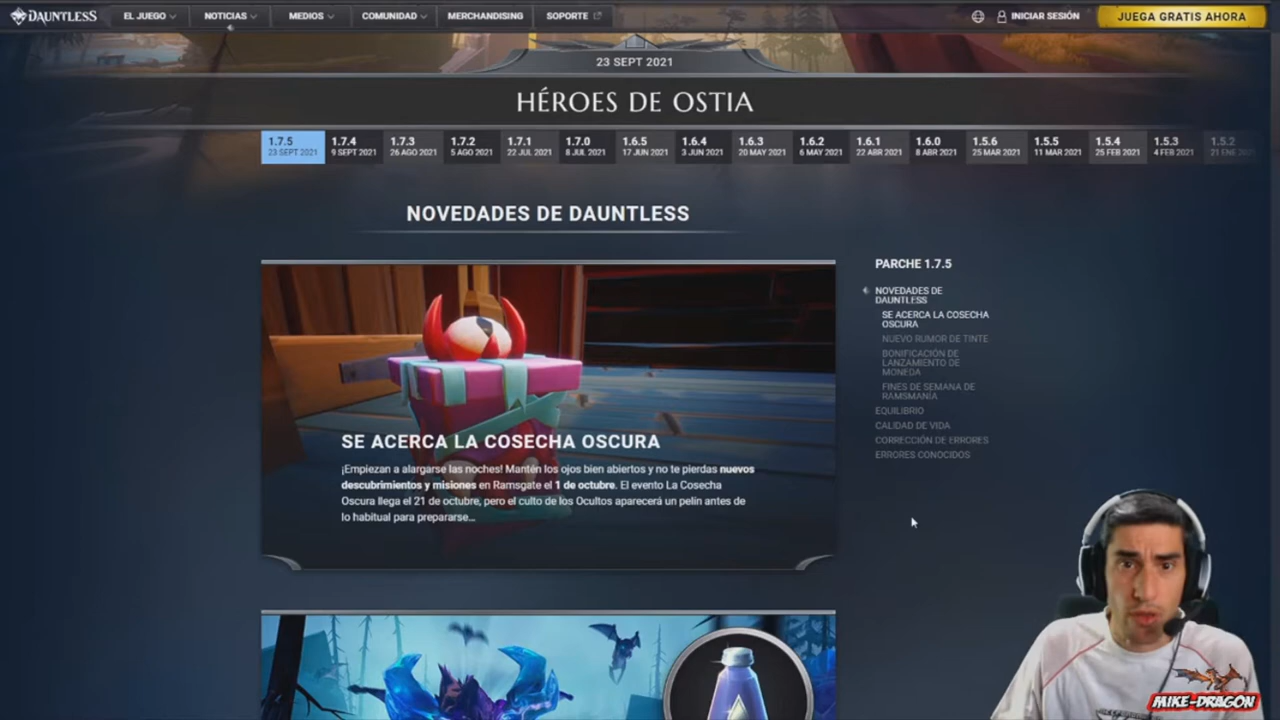 DAUNTLESS
EL JUEGO
NOTICIAS
MEDIOS
COMUNIDAD
MERCHANDISING
SOPORTE
INICIAR SESIÓN
JUEGA GRATIS AHORA
23 SEPT 2021
HÉROES DE OSTIA
1.7.5
23 SEPT 2021
1.7.4
9 SEPT 2021
1.7.3
26 AGO 2021
1.7.2
5 AGO 2021
1.7.1
22 JUL 2021
1.7.0
8 JUL 2021
1.6.5
17 JUN 2021
1.6.4
3 JUN 2021
1.6.3
20 MAY 2021
1.6.2
6 MAY 2021
1.6.1
22 ABR 2021
1.6.0
8 ABR 2021
1.5.6
25 MAR 2021
1.5.5
11 MAR 2021
1.5.4
25 FEB 2021
1.5.3
4 FEB 2021
1.5.2
21 ENE 2021
NOVEDADES DE DAUNTLESS
SE ACERCA LA COSECHA OSCURA
¡Empiezan a alargarse las noches! Mantén los ojos bien abiertos y no te pierdas nuevos
descubrimientos y misiones en Ramsgate el 1 de octubre. El evento La Cosecha
Oscura llega el 21 de octubre, pero el culto de los Ocultos aparecerá un pelín antes de
lo habitual para prepararse...
PARCHE 1.7.5
NOVEDADES DE
DAUNTLESS
SE ACERCA LA COSECHA
OSCURA
NUEVO RUMOR DE TINTE
BONIFICACIÓN DE
LANZAMIENTO DE
MONEDA
FINES DE SEMANA DE
RAMSMANÍA
EQUILIBRIO
CALIDAD DE VIDA
CORRECCIÓN DE ERRORES
ERRORES CONOCIDOS
MIKE-DRAGON